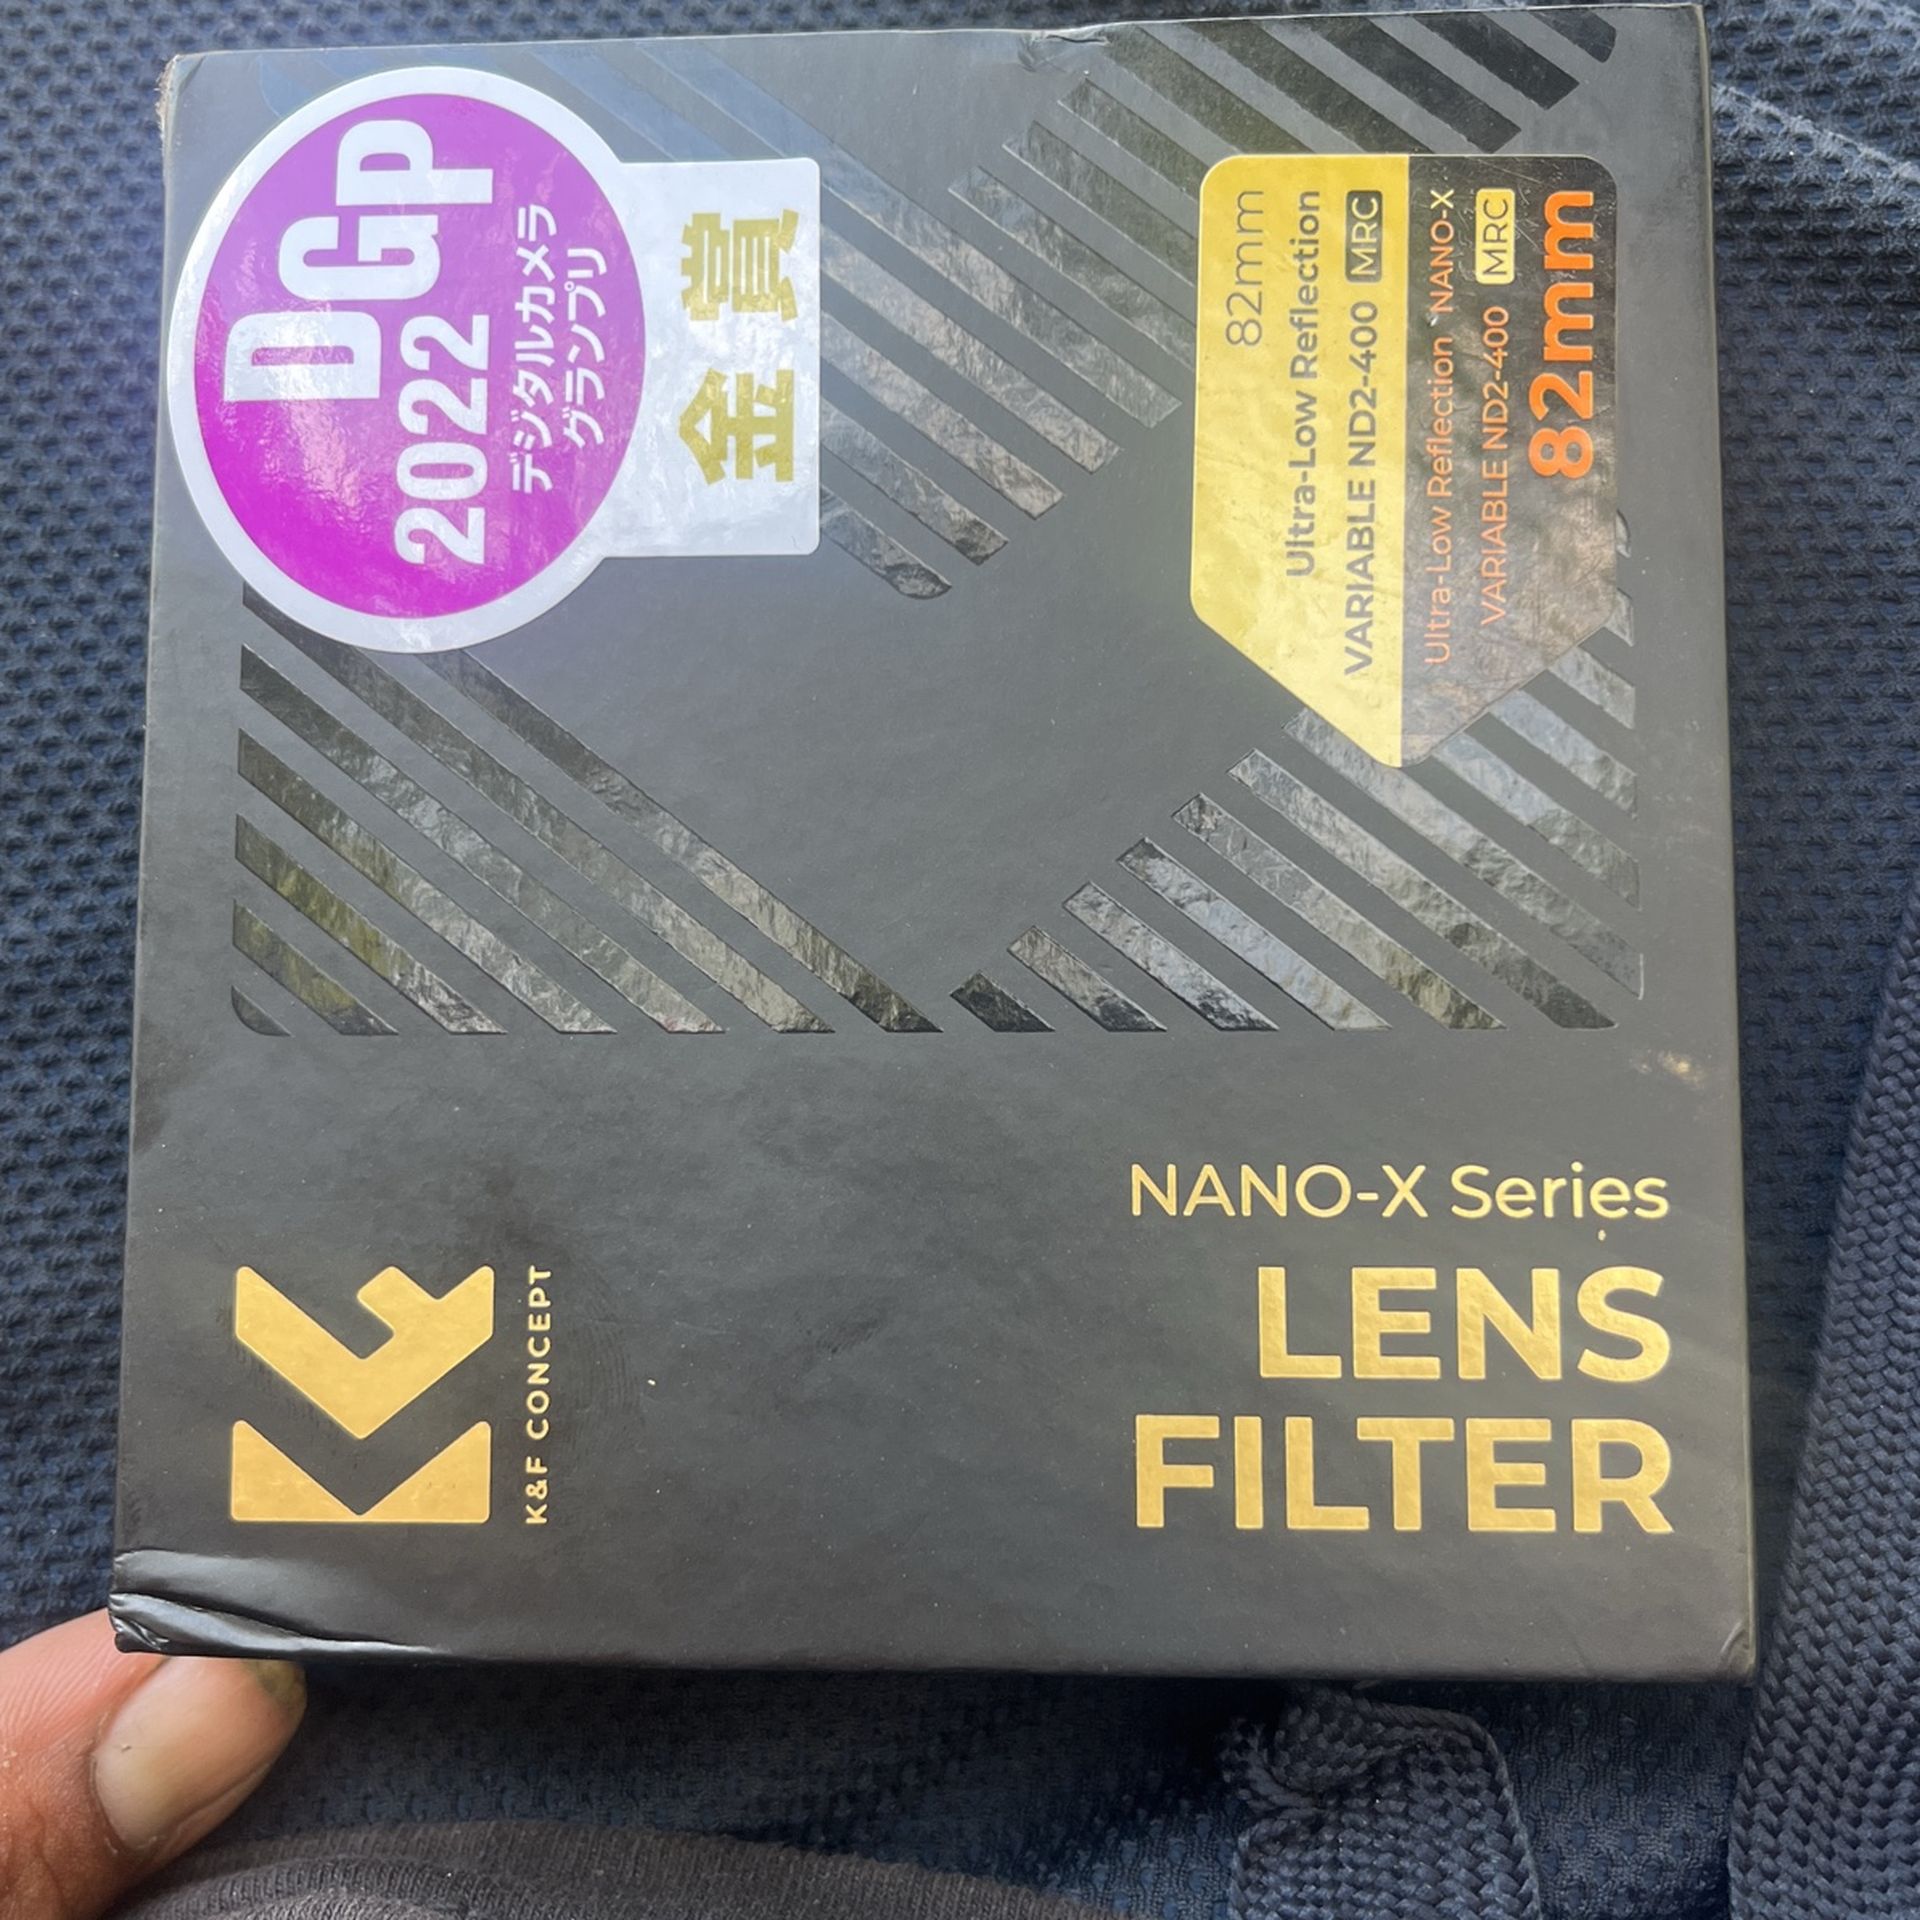 DGP
2022
デジタルカメラ
グランプリ
金賞
82mm
Ultra-Low Reflection
VARIABLE ND2-400 MRC
Ultra-Low Reflection NANO-X
VARIABLE ND2-400 MRC
82mm
K&F CONCEPT
NANO-X Series
LENS
FILTER